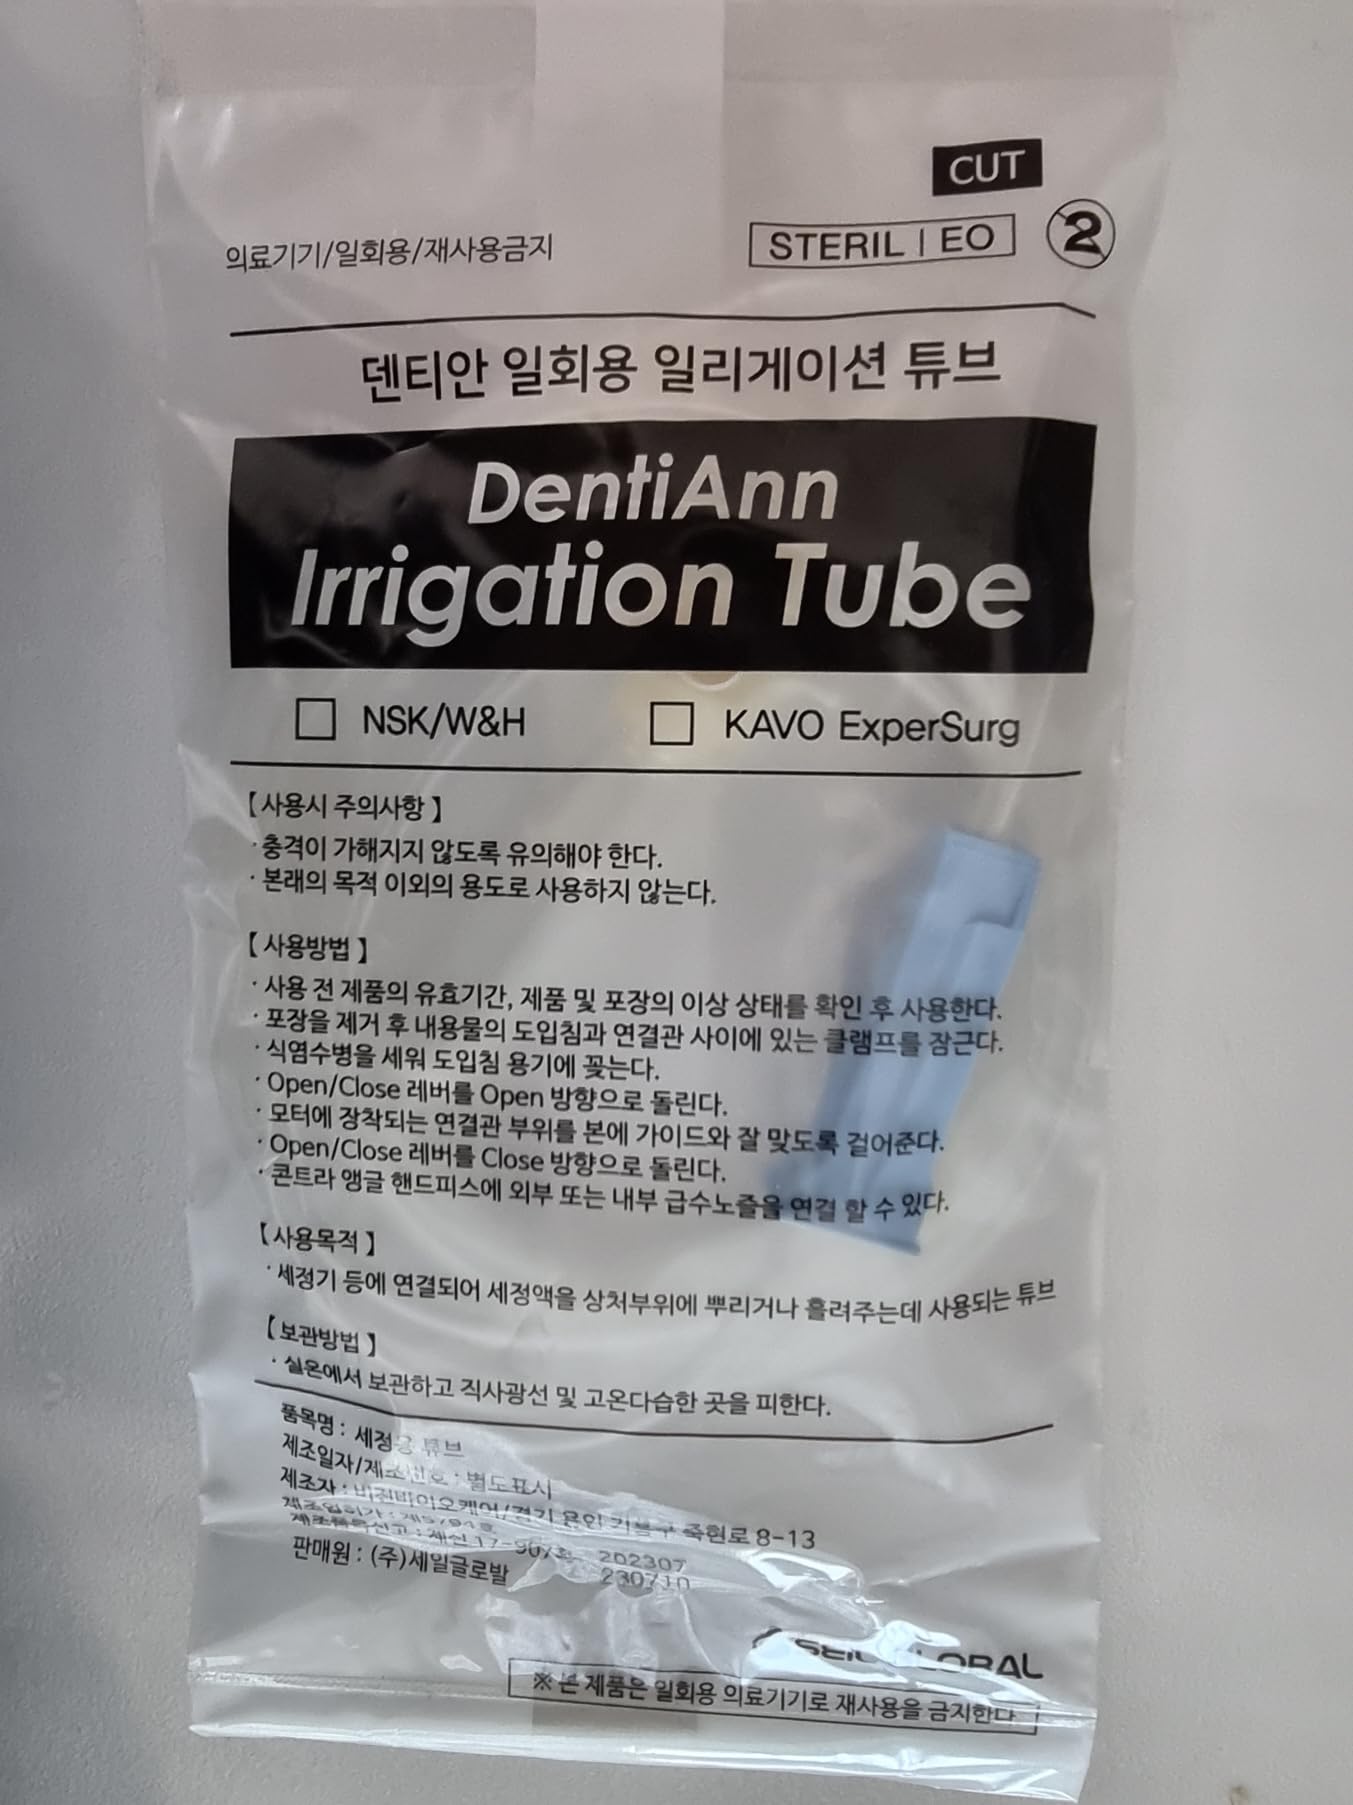 CUT
의료기기/일회용/재사용금지
STERIL | EO
2
덴티안 일회용 일리게이션 튜브
DentiAnn
Irrigation Tube
NSK/W&H
KAVO ExperSurg
【사용시 주의사항】
· 충격이 가해지지 않도록 유의해야 한다.
· 본래의 목적 이외의 용도로 사용하지 않는다.
【사용방법】
· 사용 전 제품의 유효기간, 제품 및 포장의 이상 상태를 확인 후 사용한다.
· 포장을 제거 후 내용물의 도입침과 연결관 사이에 있는 클램프를 잠근다.
· 식염수병을 세워 도입침 용기에 꽂는다.
· Open/Close 레버를 Open 방향으로 돌린다.
· 모터에 장착되는 연결관 부위를 본에 가이드와 잘 맞도록 걸어준다.
· Open/Close 레버를 Close 방향으로 돌린다.
· 콘트라 앵글 핸드피스에 외부 또는 내부 급수노즐을 연결 할 수 있다.
【사용목적】
· 세정기 등에 연결되어 세정액을 상처부위에 뿌리거나 흘려주는데 사용되는 튜브
【보관방법】
· 실온에서 보관하고 직사광선 및 고온다습한 곳을 피한다.
품목명 : 세정용 튜브
제조일자/제조번호 : 별도표시
제조자 : 용인 죽현로 8-13
202307
판매원 : (주)세일글로발
230710
SEIL GLOBAL
※ 본 제품은 일회용 의료기기로 재사용을 금지한다.